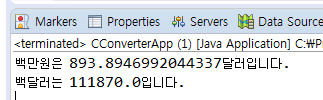 Markers Properties Servers Data Source
<terminated> CConverterApp (1) [Java Application] C:\P
백만원은 893.8946992044337달러입니다.
백달러는 111870.0입니다.